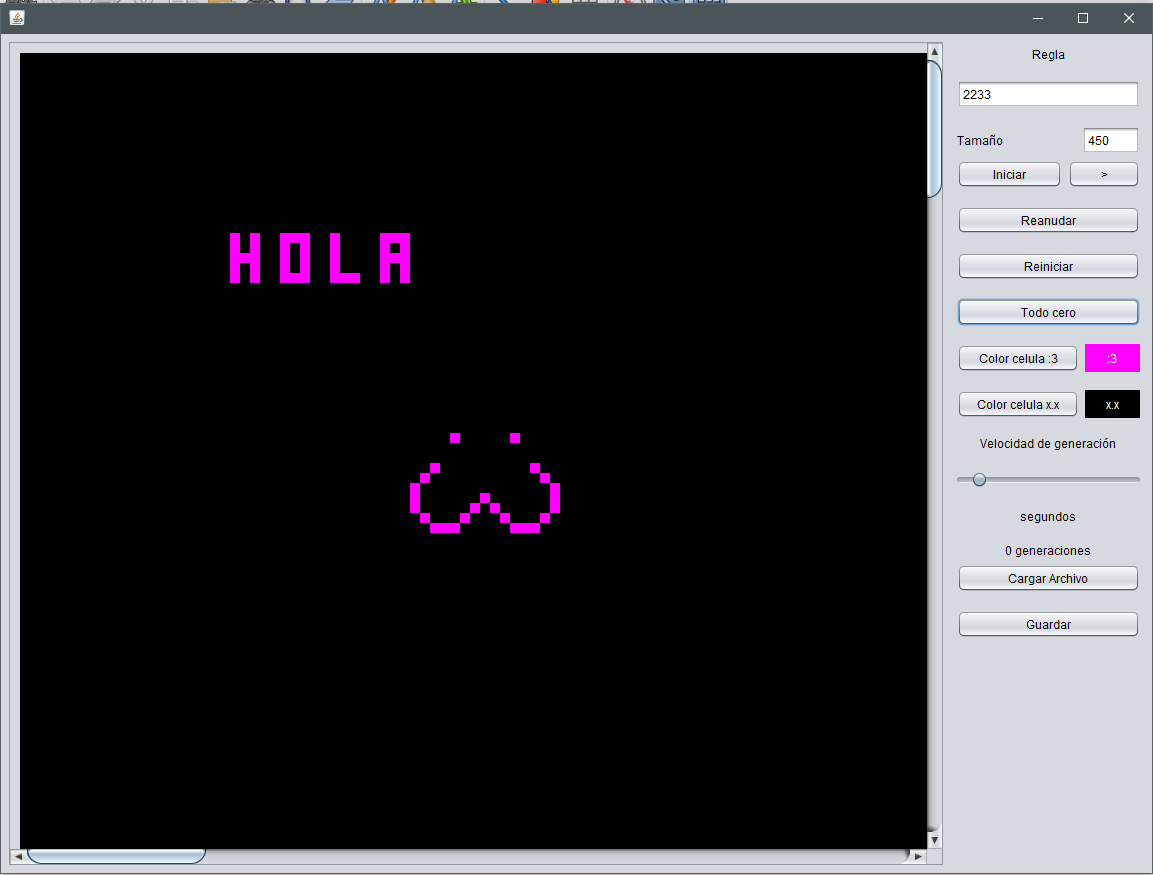 HOLA
Regla
2233
Tamaño 450
Iniciar >
Reanudar
Reiniciar
Todo cero
Color celula :3 :3
Color celula x.x x.x
Velocidad de generación
segundos
0 generaciones
Cargar Archivo
Guardar